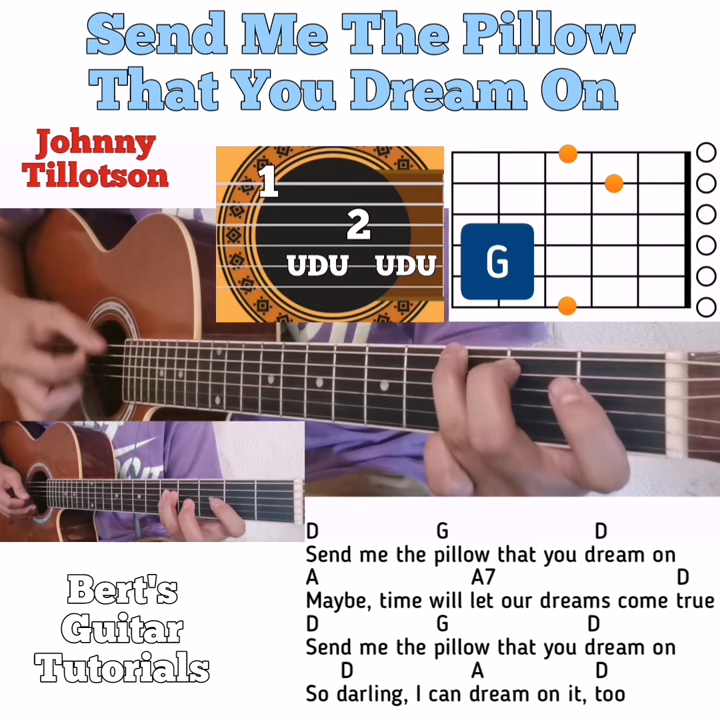 Send Me The Pillow
That You Dream On
Johnny
Tillotson
1
2
UDU UDU
G
D G D
Send me the pillow that you dream on
A A7 D
Maybe, time will let our dreams come true
D G D
Send me the pillow that you dream on
D A D
So darling, I can dream on it, too
Bert's
Guitar
Tutorials